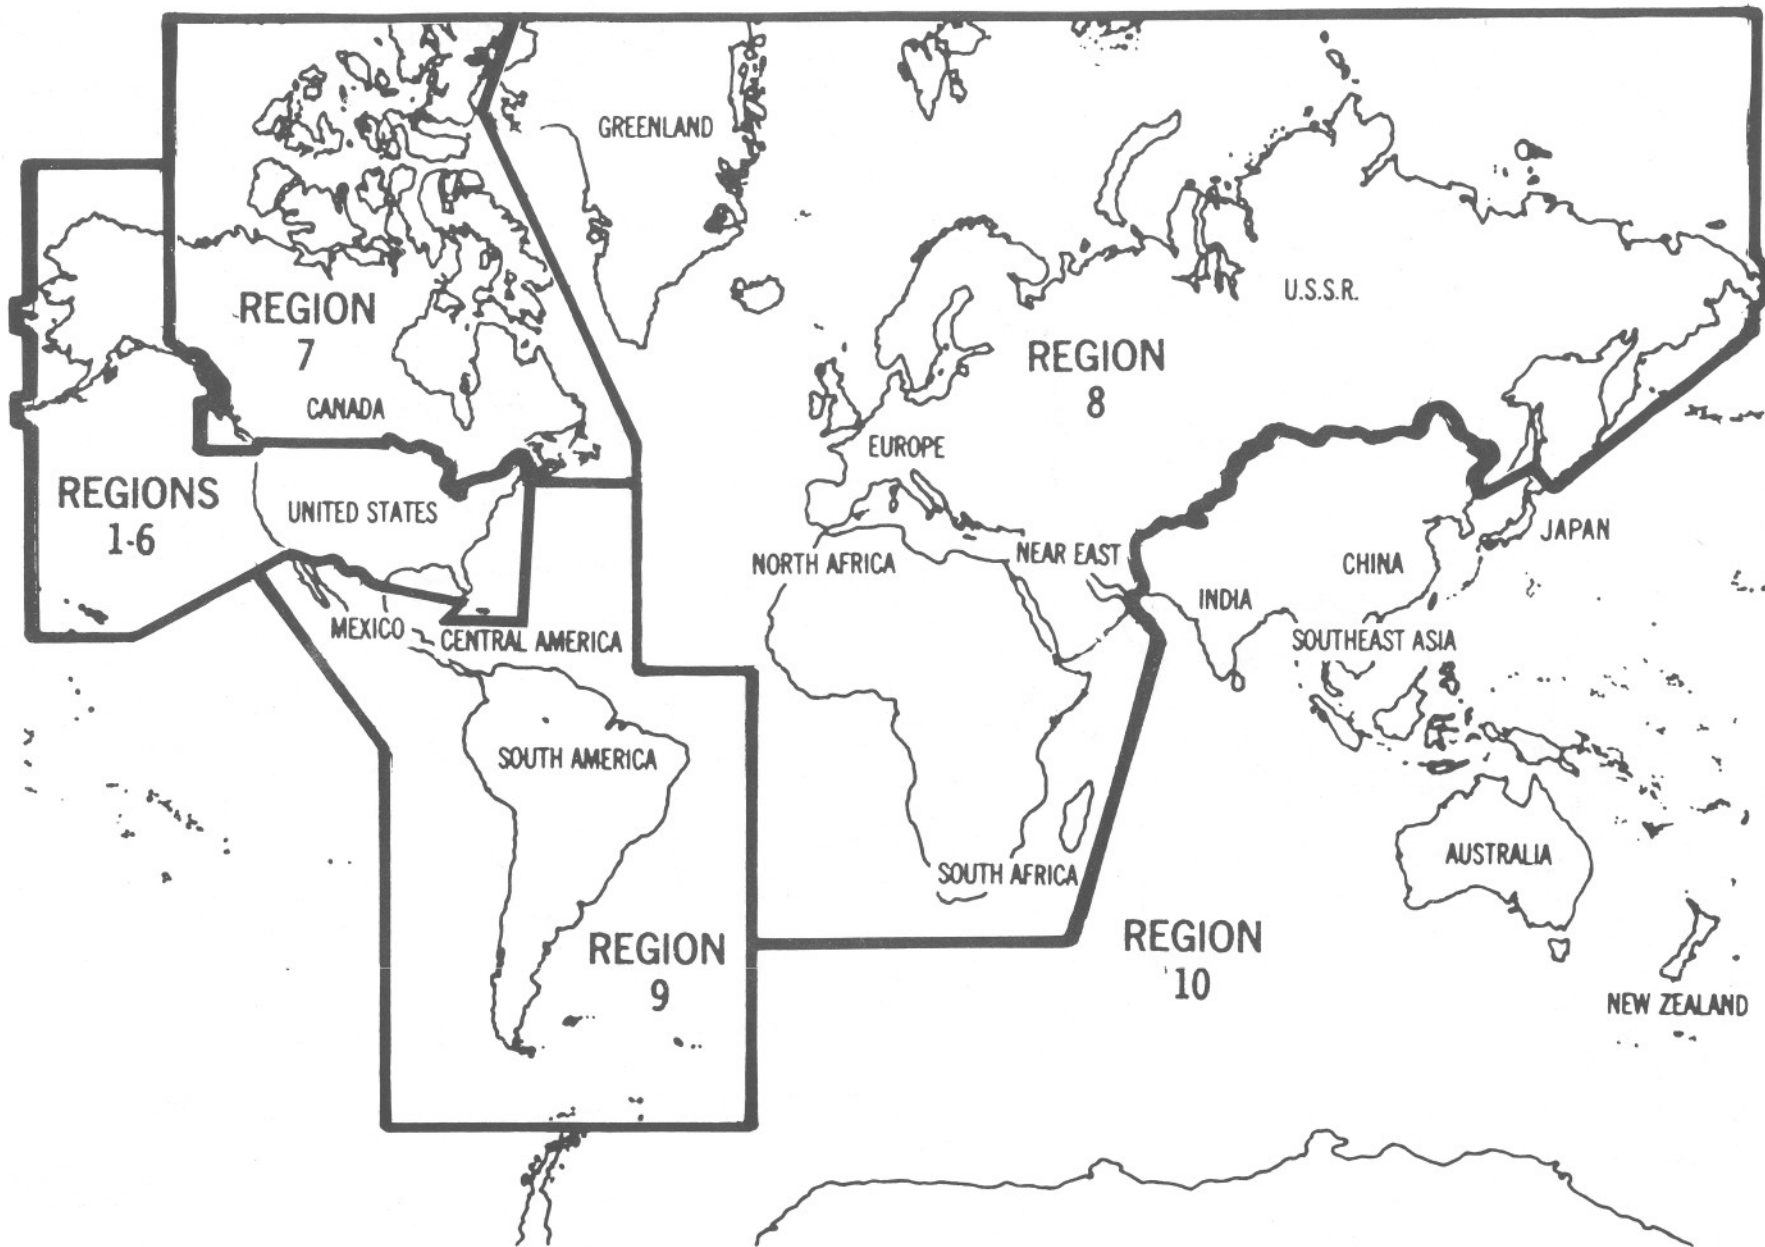 GREENLAND
REGION
7
U.S.S.R.
REGION
8
CANADA
EUROPE
REGIONS
1-6
UNITED STATES
NORTH AFRICA
NEAR EAST
CHINA
JAPAN
INDIA
MEXICO
CENTRAL AMERICA
SOUTHEAST ASIA
SOUTH AMERICA
SOUTH AFRICA
AUSTRALIA
REGION
9
REGION
10
NEW ZEALAND